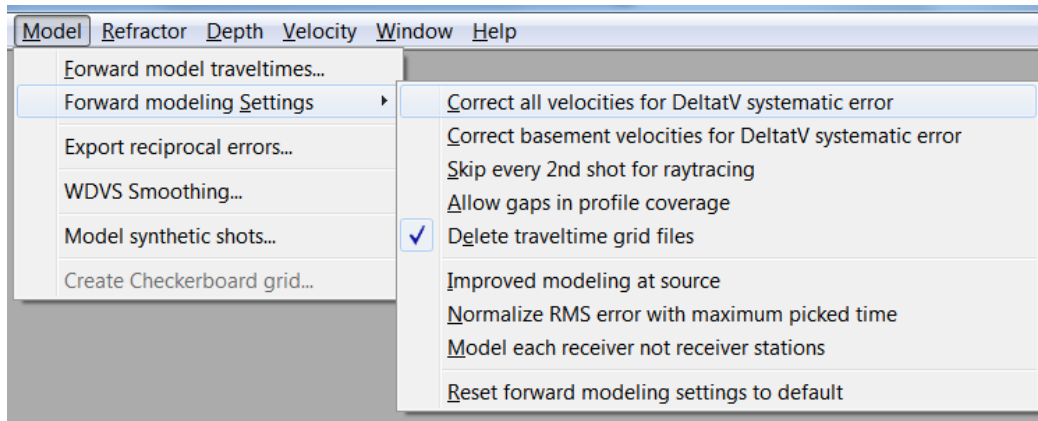 Model Refractor Depth Velocity Window Help
Forward model traveltimes...
Forward modeling Settings
Export reciprocal errors...
WDVS Smoothing...
Model synthetic shots...
Create Checkerboard grid...
Correct all velocities for DeltatV systematic error
Correct basement velocities for DeltatV systematic error
Skip every 2nd shot for raytracing
Allow gaps in profile coverage
Delete traveltime grid files
Improved modeling at source
Normalize RMS error with maximum picked time
Model each receiver not receiver stations
Reset forward modeling settings to default